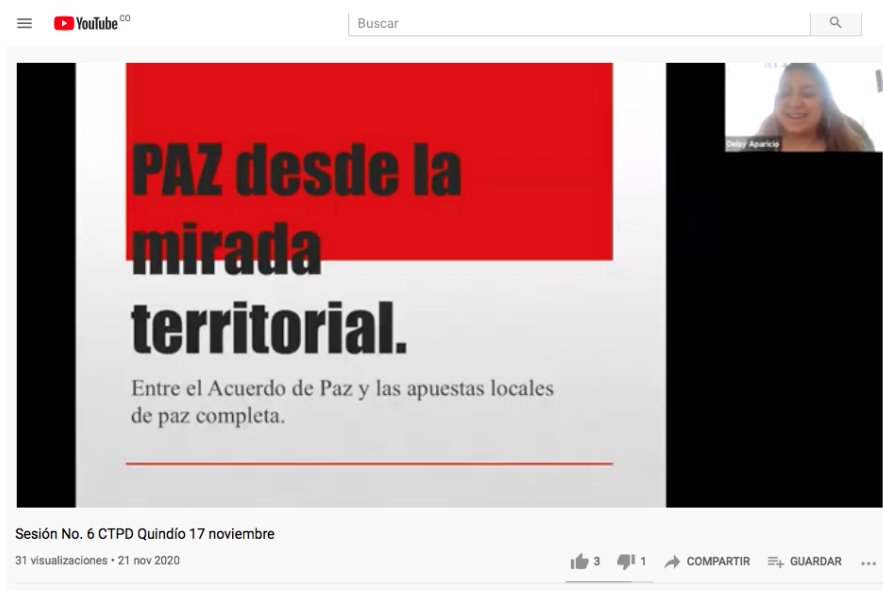 YouTube CO
Buscar
PAZ desde la
mirada
territorial.
Entre el Acuerdo de Paz y las apuestas locales
de paz completa.
Deisy Aparicio
Sesión No. 6 CTPD Quindío 17 noviembre
31 visualizaciones • 21 nov 2020
3
1
COMPARTIR
GUARDAR